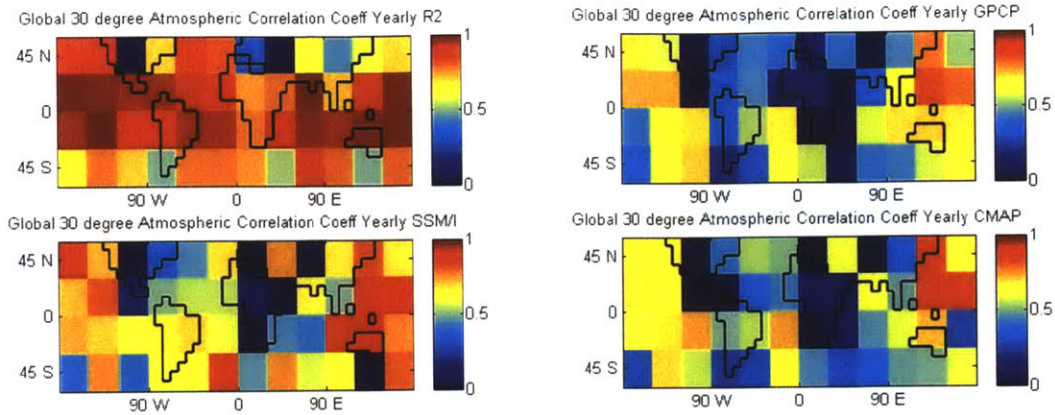 Global 30 degree Atmospheric Correlation Coeff Yearly R2
45 N
0
45 S
90 W 0 90 E
1
0.5
0
Global 30 degree Atmospheric Correlation Coeff Yearly GPCP
45 N
0
45 S
90 W 0 90 E
1
0.5
0
Global 30 degree Atmospheric Correlation Coeff Yearly SSM/I
45 N
0
45 S
90 W 0 90 E
1
0.5
0
Global 30 degree Atmospheric Correlation Coeff Yearly CMAP
45 N
0
45 S
90 W 0 90 E
1
0.5
0